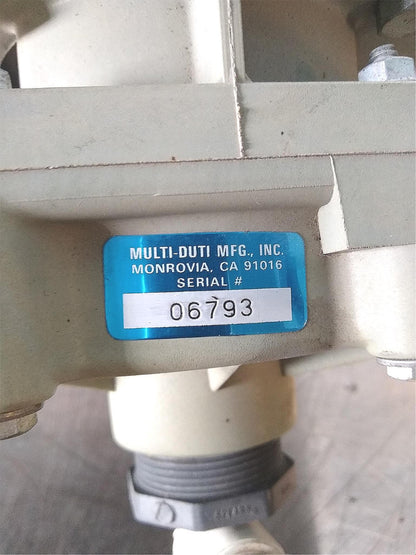 MULTI-DUTI MFG., INC.
MONROVIA, CA 91016
SERIAL #
06793